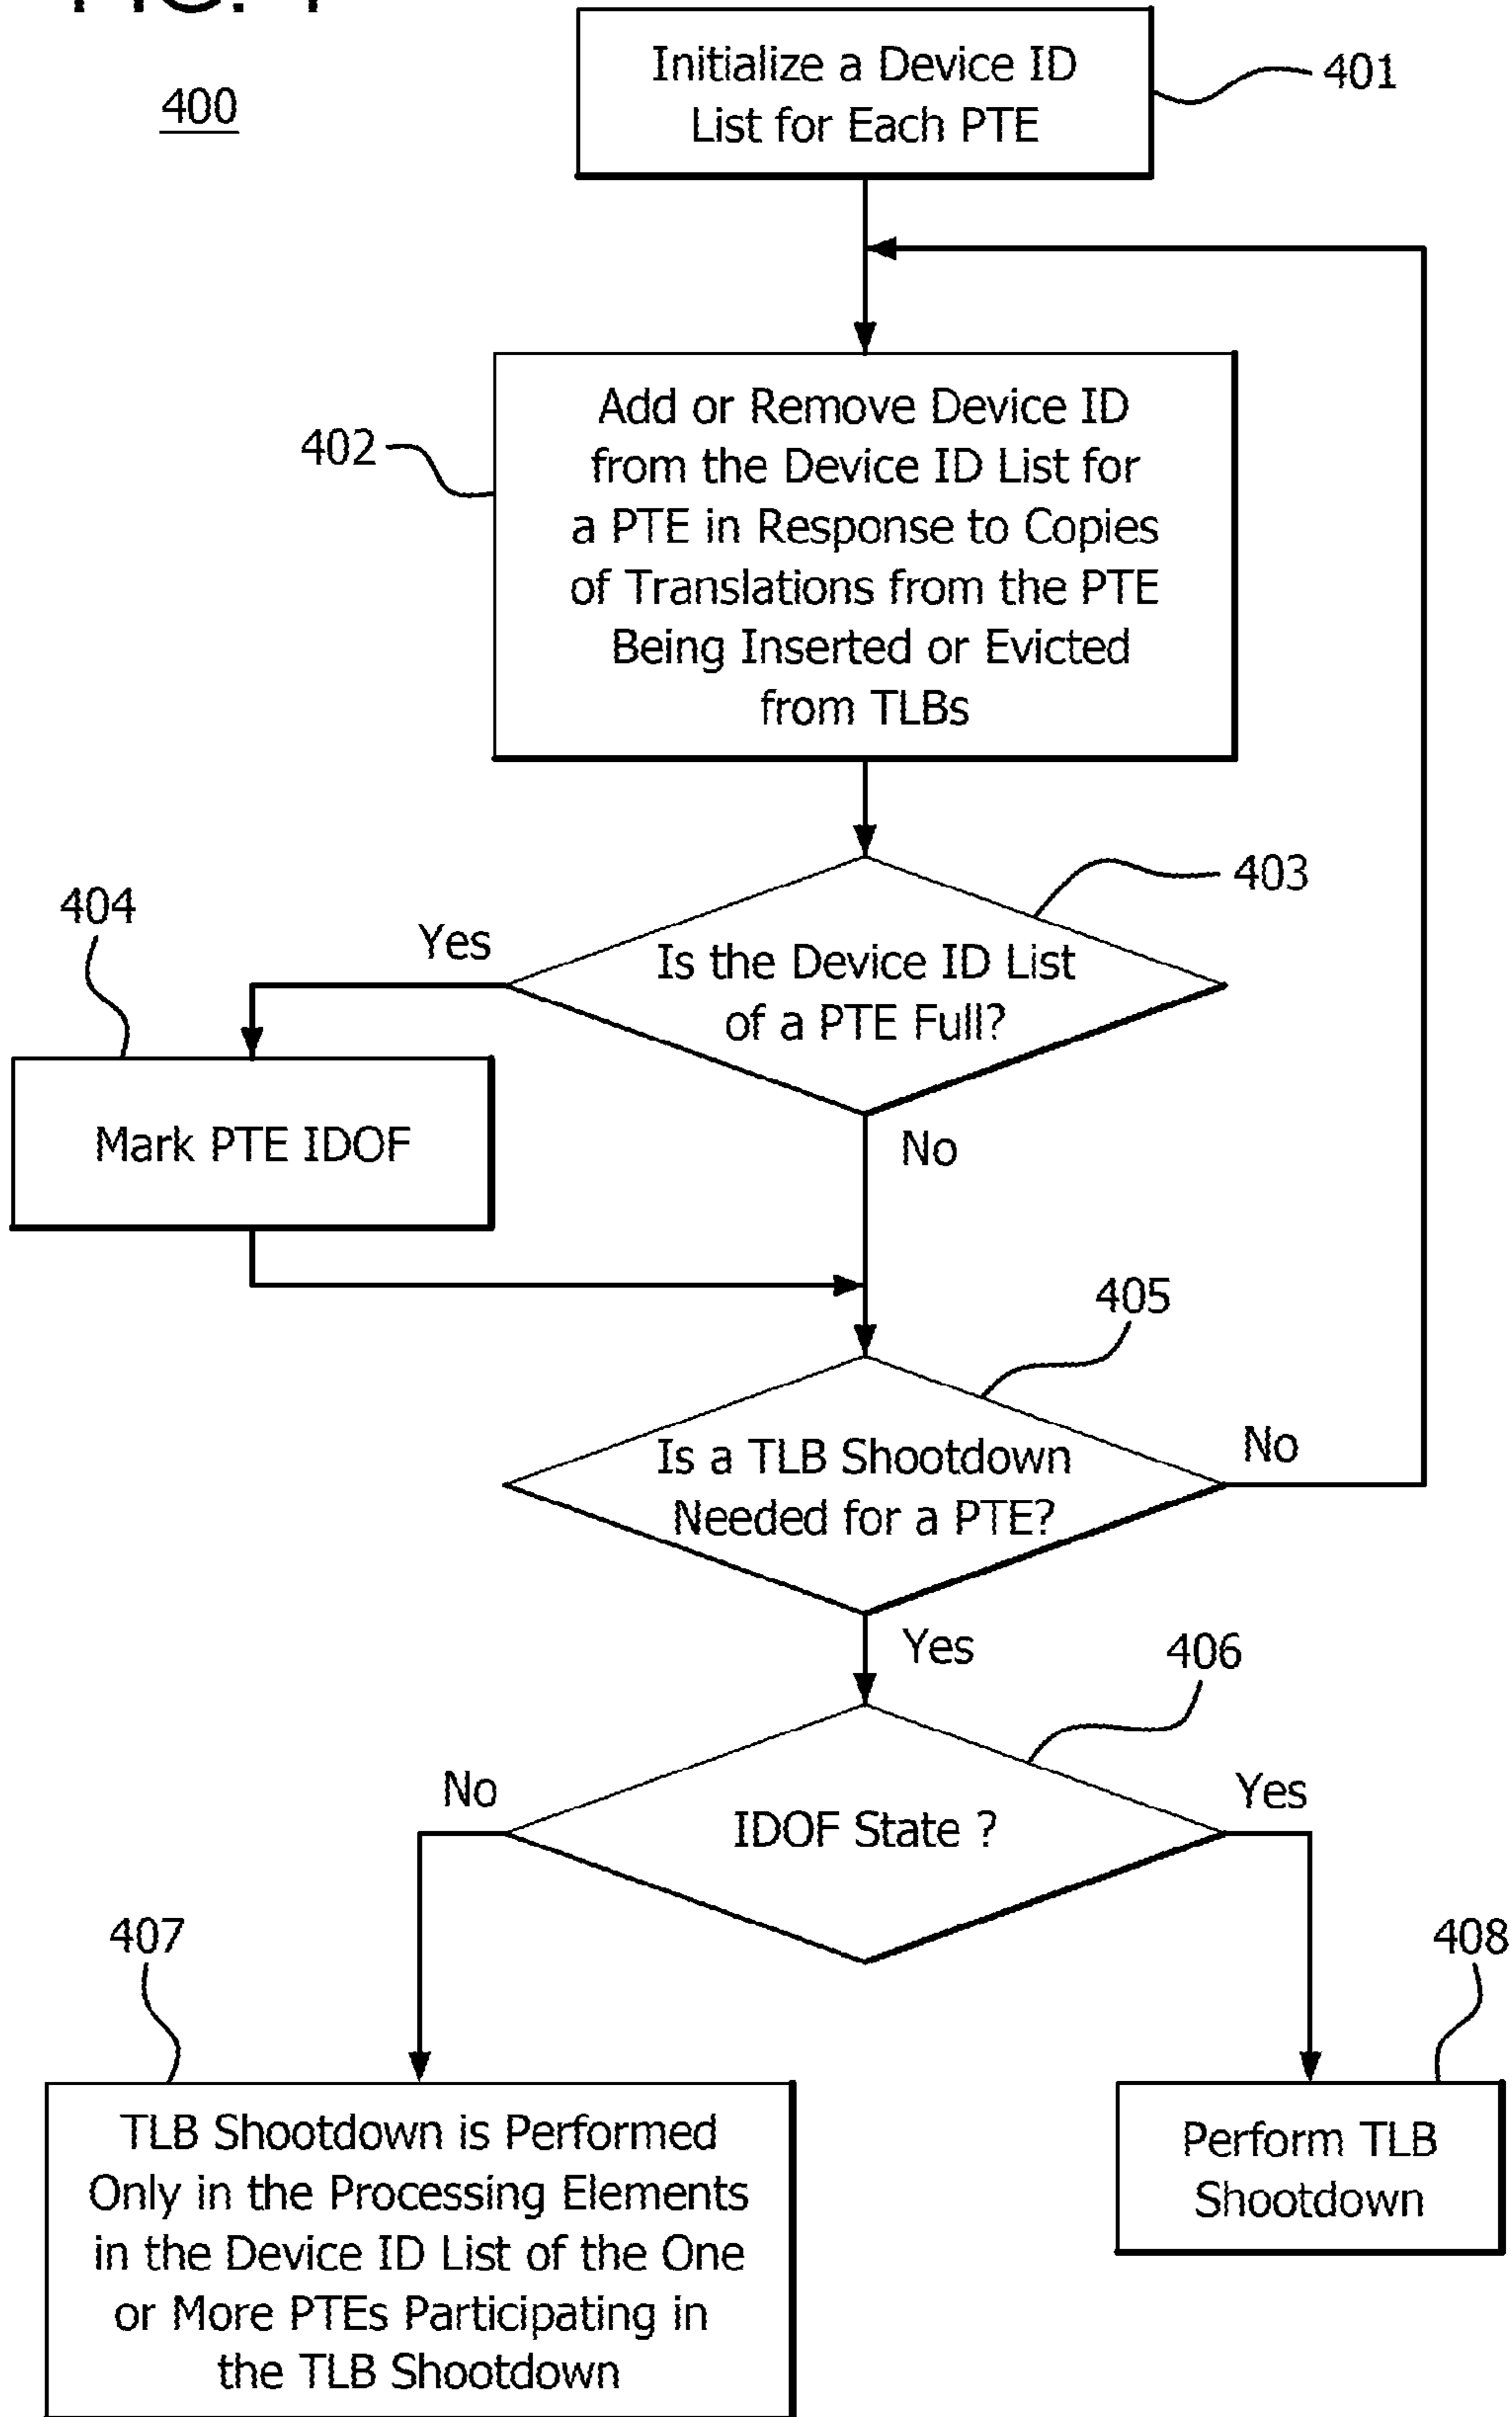 400
Initialize a Device ID
List for Each PTE
401
402
Add or Remove Device ID
from the Device ID List for
a PTE in Response to Copies
of Translations from the PTE
Being Inserted or Evicted
from TLBs
403
404
Yes
Is the Device ID List
of a PTE Full?
Mark PTE IDOF
No
405
Is a TLB Shootdown
Needed for a PTE?
No
Yes
406
No
IDOF State ?
Yes
407
408
TLB Shootdown is Performed
Only in the Processing Elements
in the Device ID List of the One
or More PTEs Participating in
the TLB Shootdown
Perform TLB
Shootdown